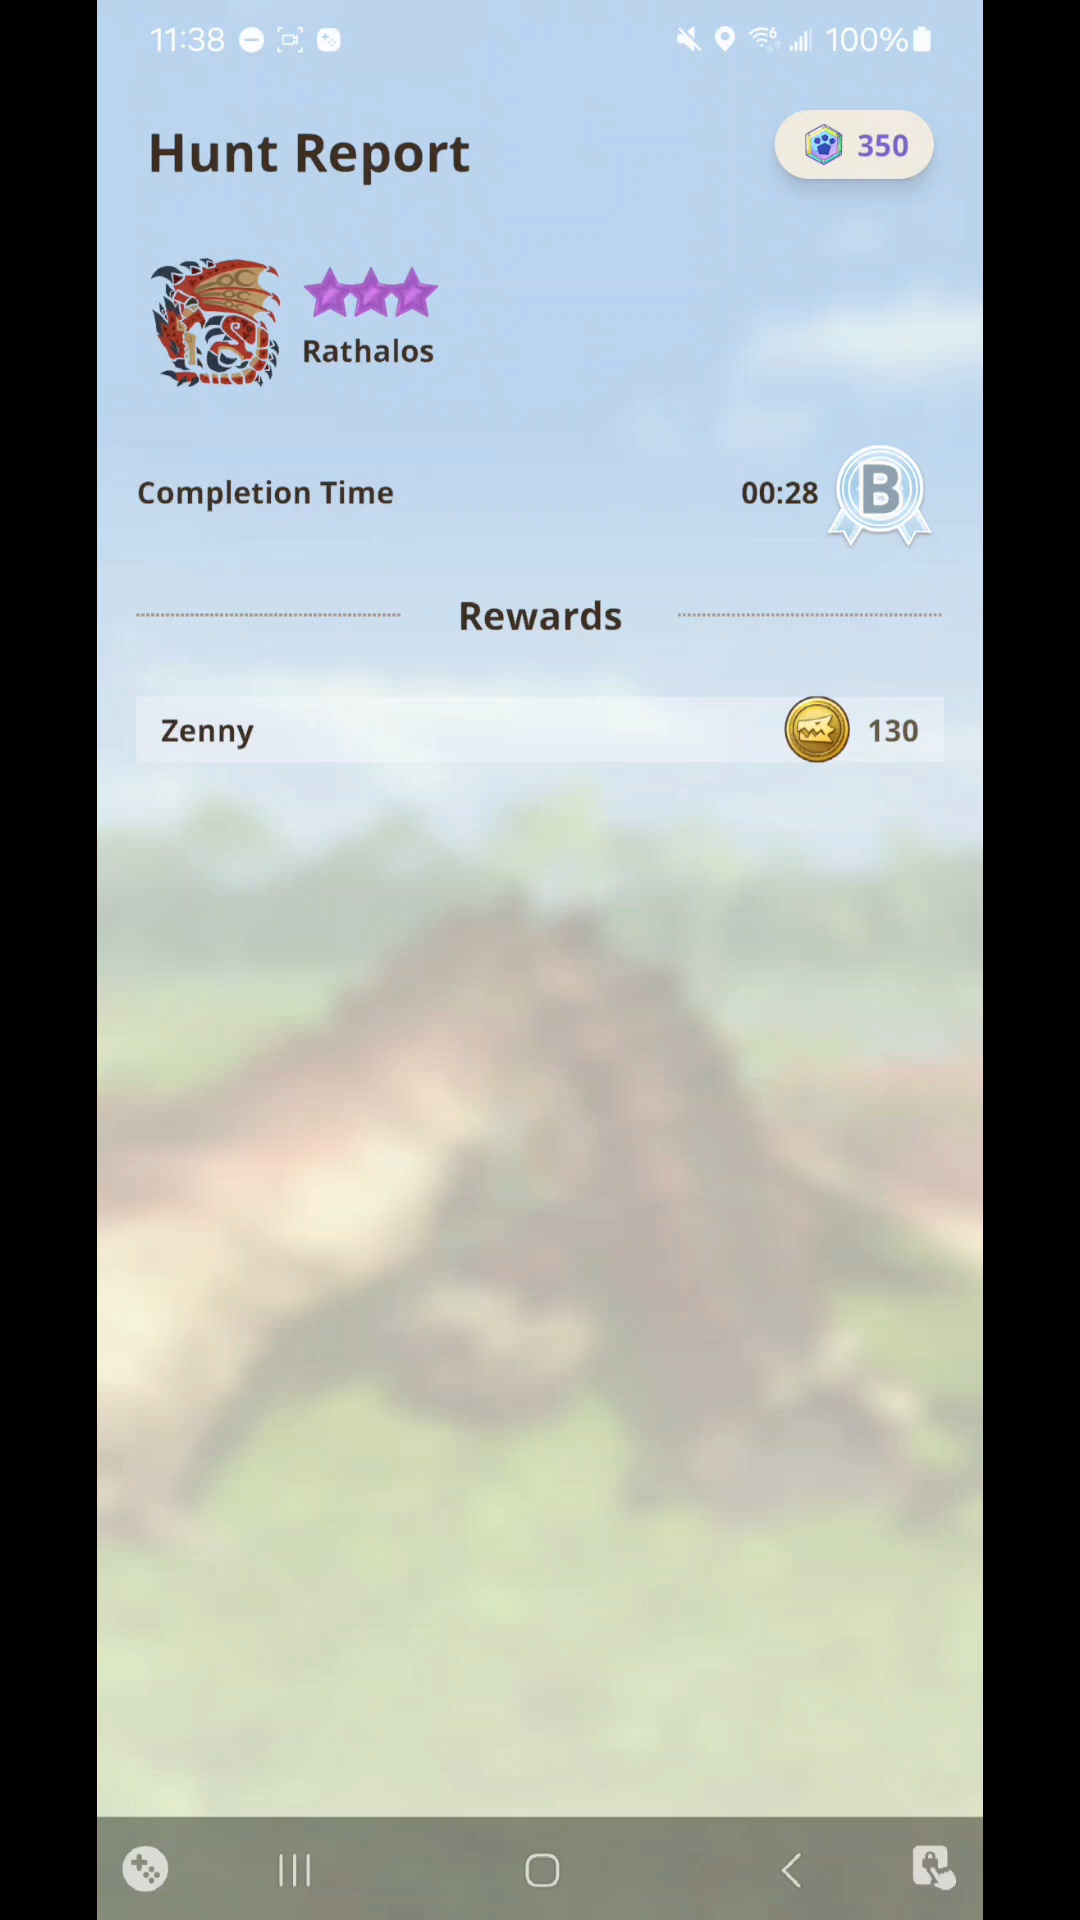 11:38 100%
Hunt Report
350
Rathalos
Completion Time 00:28 B
Rewards
Zenny 130